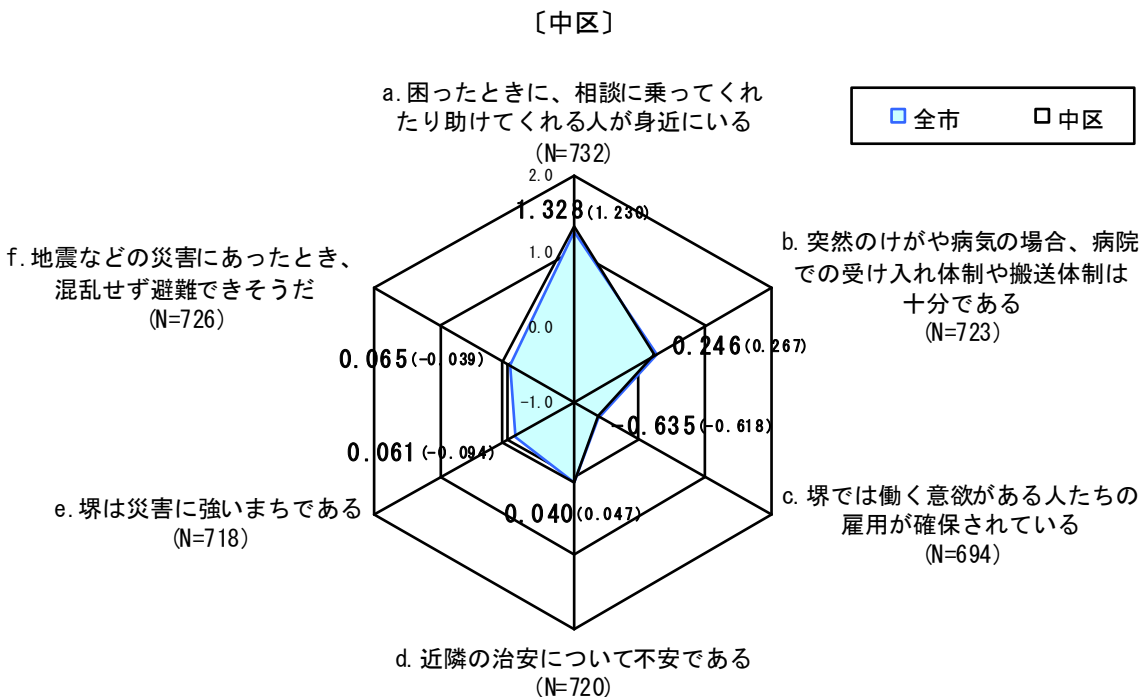 〔中区〕
a.困ったときに、相談に乗ってくれ
たり助けてくれる人が身近にいる
(N=732)
全市 中区
2.0
1.328(1.230)
1.0
0.0
-1.0
b.突然のけがや病気の場合、病院
での受け入れ体制や搬送体制は
十分である
(N=723)
0.246(0.267)
-0.635(-0.618)
c.堺では働く意欲がある人たちの
雇用が確保されている
(N=694)
0.040(0.047)
d.近隣の治安について不安である
(N=720)
0.061(-0.094)
e.堺は災害に強いまちである
(N=718)
0.065(-0.039)
f.地震などの災害にあったとき、
混乱せず避難できそうだ
(N=726)